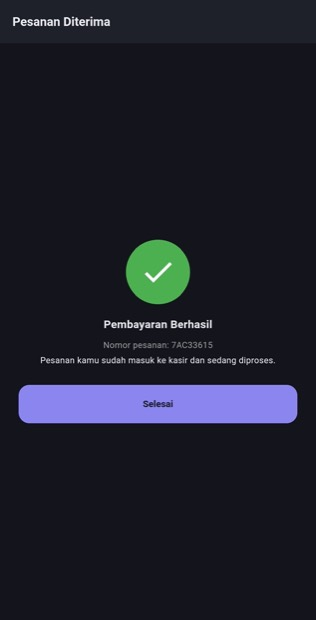 Pesanan Diterima
Pembayaran Berhasil
Nomor pesanan: 7AC33615
Pesanan kamu sudah masuk ke kasir dan sedang diproses.
Selesai